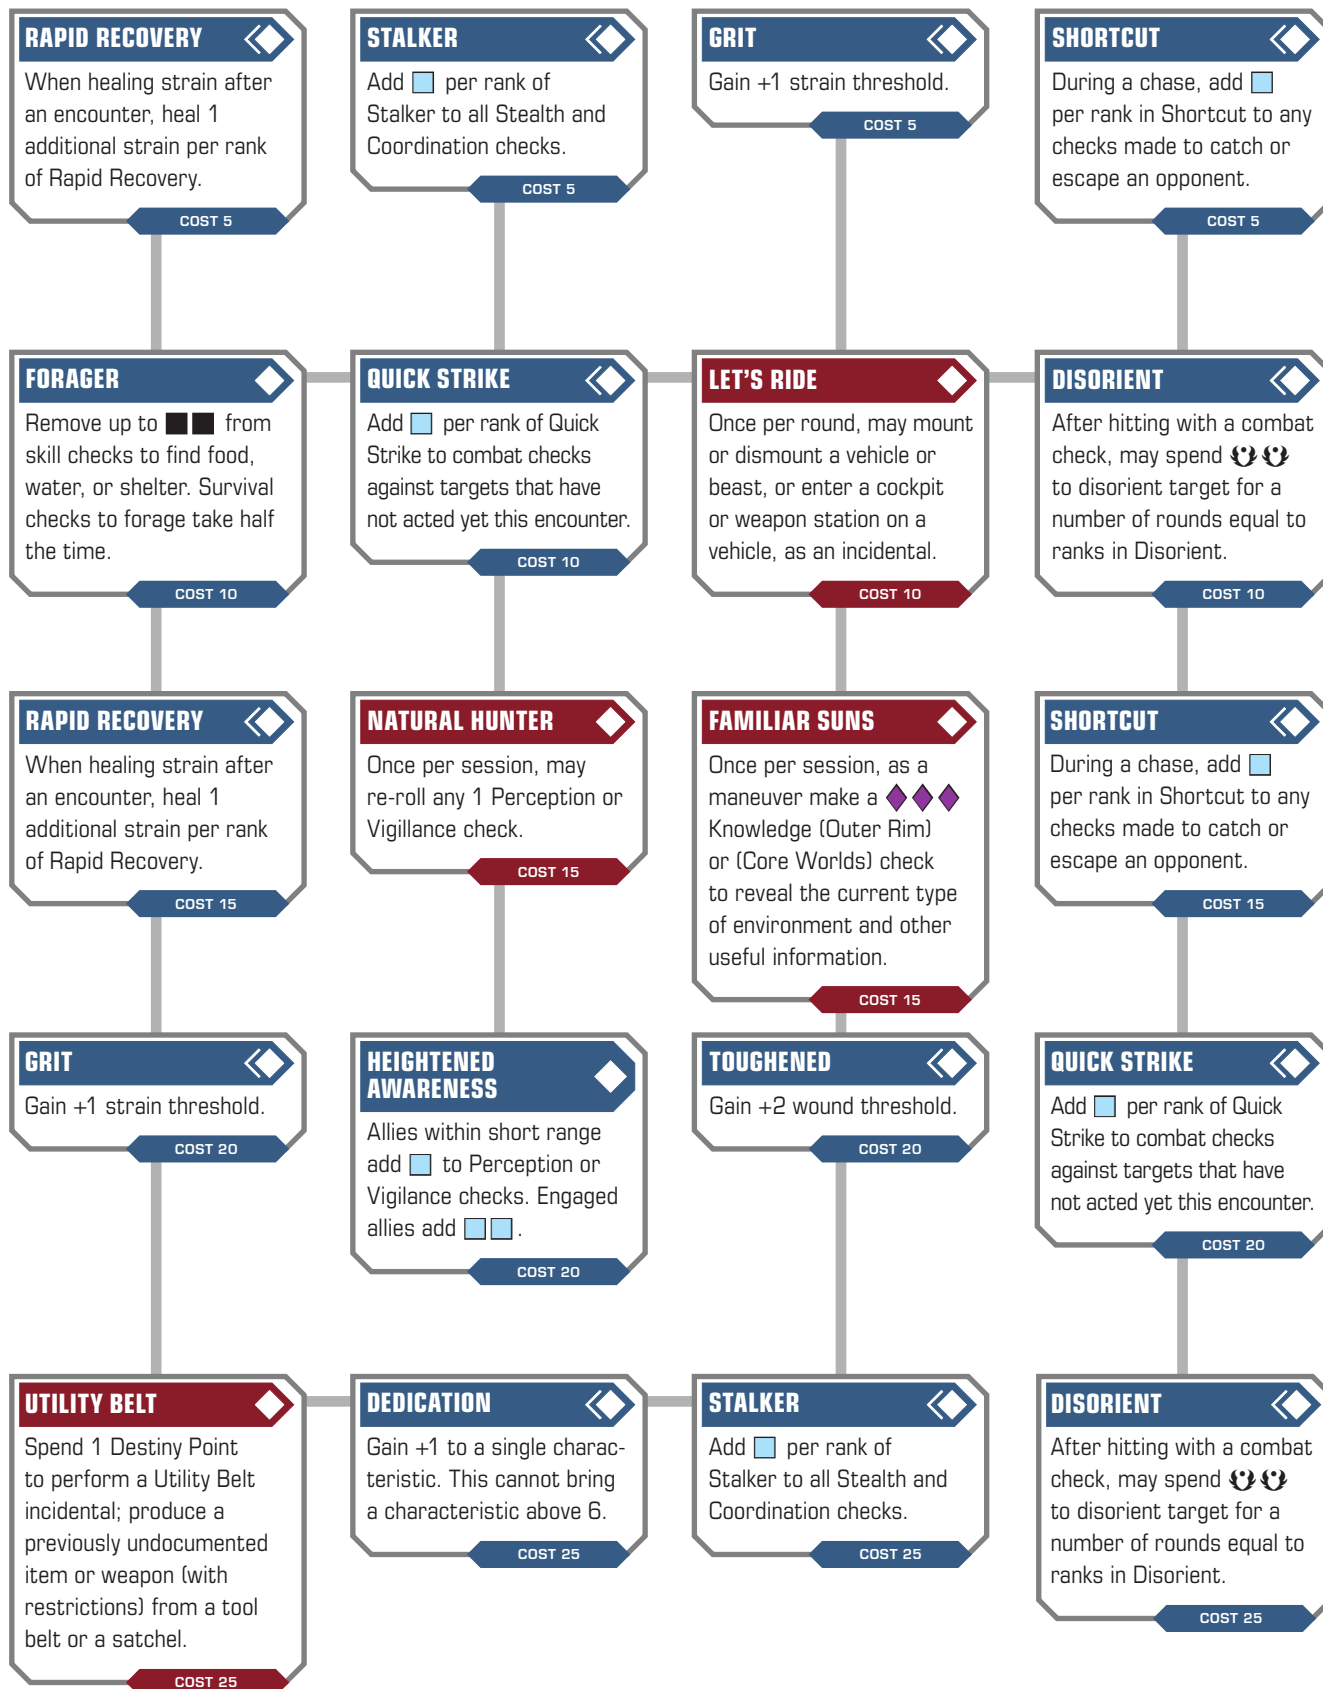 RAPID RECOVERY
When healing strain after
an encounter, heal 1
additional strain per rank
of Rapid Recovery.
COST 5
STALKER
Add per rank of
Stalker to all Stealth and
Coordination checks.
COST 5
GRIT
Gain +1 strain threshold.
COST 5
SHORTCUT
During a chase, add
per rank in Shortcut to any
checks made to catch or
escape an opponent.
COST 5
FORAGER
Remove up to from
skill checks to find food,
water, or shelter. Survival
checks to forage take half
the time.
COST 10
QUICK STRIKE
Add per rank of Quick
Strike to combat checks
against targets that have
not acted yet this encounter.
COST 10
LET'S RIDE
Once per round, may mount
or dismount a vehicle or
beast, or enter a cockpit
or weapon station on a
vehicle, as an incidental.
COST 10
DISORIENT
After hitting with a combat
check, may spend
to disorient target for a
number of rounds equal to
ranks in Disorient.
COST 10
RAPID RECOVERY
When healing strain after
an encounter, heal 1
additional strain per rank
of Rapid Recovery.
COST 15
NATURAL HUNTER
Once per session, may
re-roll any 1 Perception or
Vigillance check.
COST 15
FAMILIAR SUNS
Once per session, as a
maneuver make a
Knowledge (Outer Rim)
or (Core Worlds) check
to reveal the current type
of environment and other
useful information.
COST 15
SHORTCUT
During a chase, add
per rank in Shortcut to any
checks made to catch or
escape an opponent.
COST 15
GRIT
Gain +1 strain threshold.
COST 20
HEIGHTENED
AWARENESS
Allies within short range
add to Perception or
Vigilance checks. Engaged
allies add .
COST 20
TOUGHENED
Gain +2 wound threshold.
COST 20
QUICK STRIKE
Add per rank of Quick
Strike to combat checks
against targets that have
not acted yet this encounter.
COST 20
UTILITY BELT
Spend 1 Destiny Point
to perform a Utility Belt
incidental; produce a
previously undocumented
item or weapon (with
restrictions) from a tool
belt or a satchel.
COST 25
DEDICATION
Gain +1 to a single charac-
teristic. This cannot bring
a characteristic above 6.
COST 25
STALKER
Add per rank of
Stalker to all Stealth and
Coordination checks.
COST 25
DISORIENT
After hitting with a combat
check, may spend
to disorient target for a
number of rounds equal to
ranks in Disorient.
COST 25